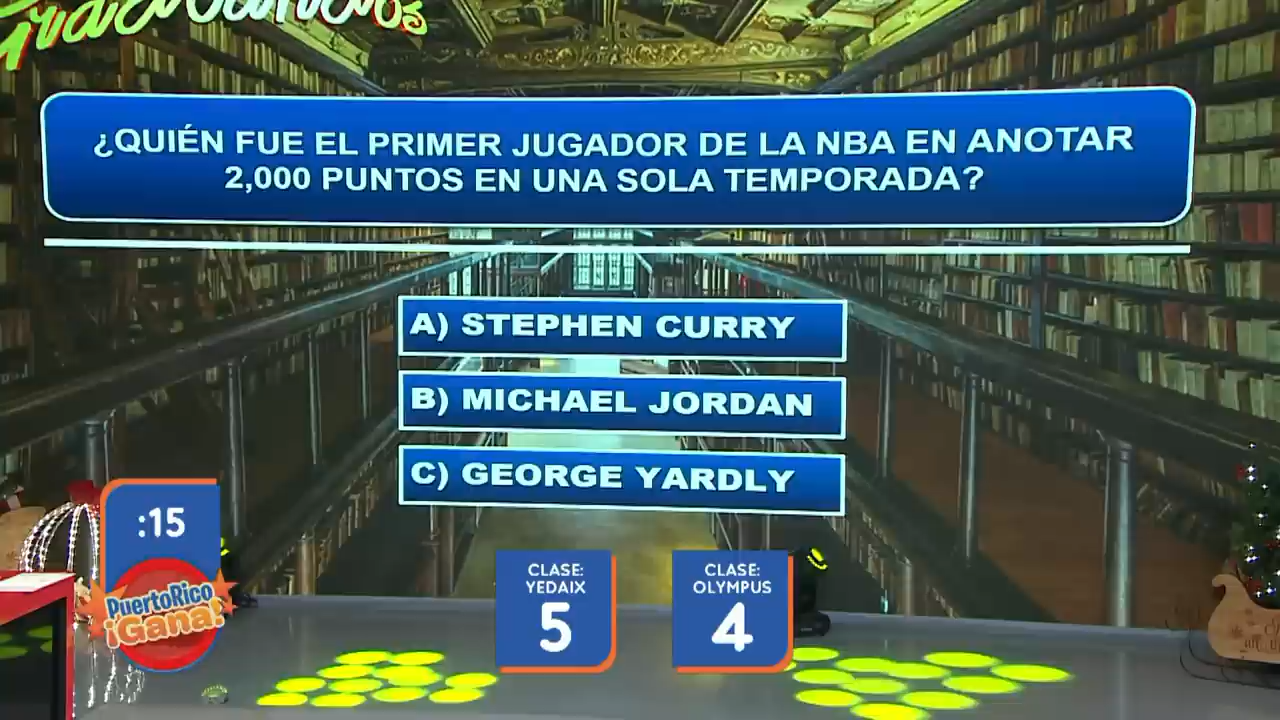 Graduandos
¿QUIÉN FUE EL PRIMER JUGADOR DE LA NBA EN ANOTAR
2,000 PUNTOS EN UNA SOLA TEMPORADA?
A) STEPHEN CURRY
B) MICHAEL JORDAN
C) GEORGE YARDLY
:15
PuertoRico
¡Gana!
CLASE:
YEDAIX
5
CLASE:
OLYMPUS
4